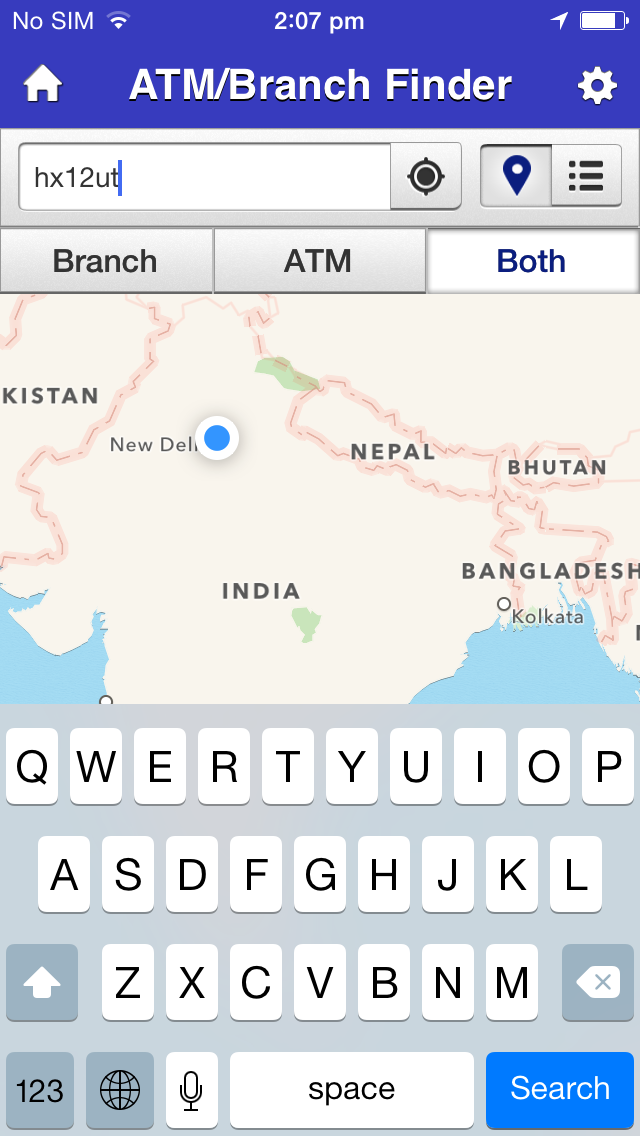 No SIM 2:07 pm
ATM/Branch Finder
hx12ut
Branch ATM Both
KISTAN
New Del
NEPAL
BHUTAN
INDIA
BANGLADESH
Kolkata
Q W E R T Y U I O P
A S D F G H J K L
Z X C V B N M
123 space Search